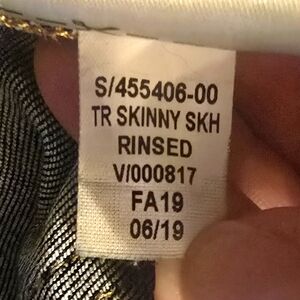 S/455406-00
TR SKINNY SKH
RINSED
V/000817
FA19
06/19